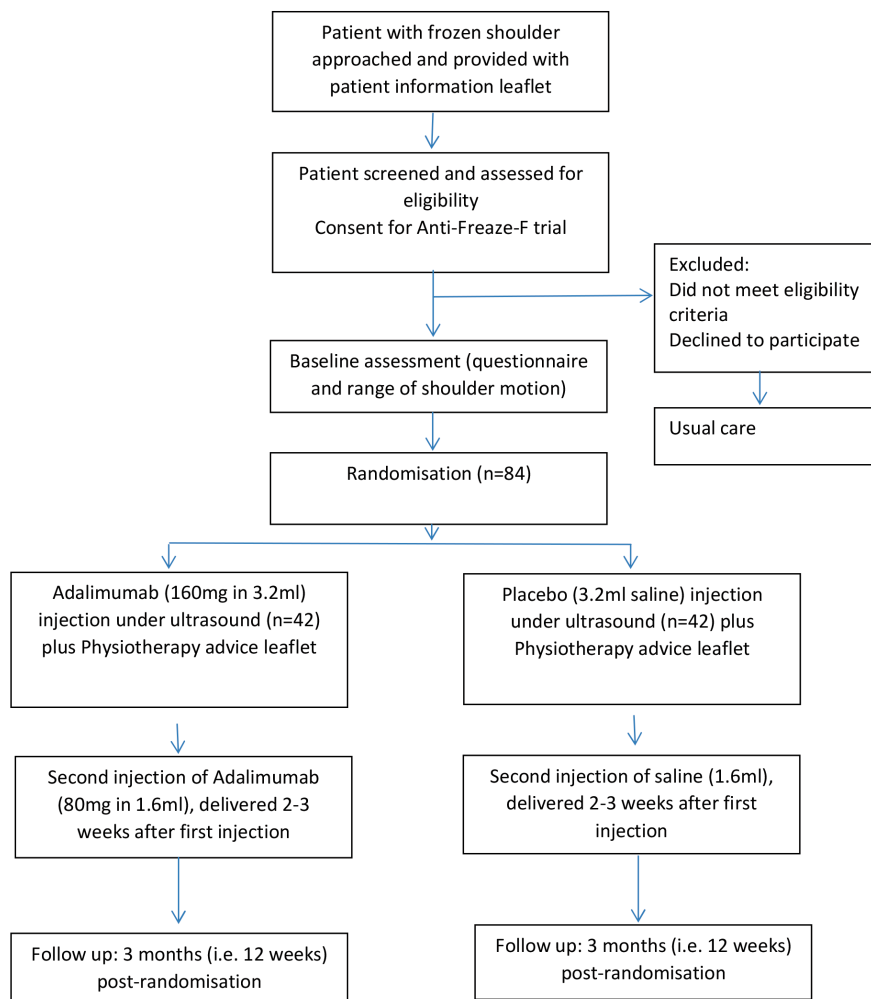 Patient with frozen shoulder
approached and provided with
patient information leaflet
Patient screened and assessed for
eligibility
Consent for Anti-Freaze-F trial
Excluded:
Did not meet eligibility
criteria
Declined to participate
Usual care
Baseline assessment (questionnaire
and range of shoulder motion)
Randomisation (n=84)
Adalimumab (160mg in 3.2ml)
injection under ultrasound (n=42)
plus Physiotherapy advice leaflet
Placebo (3.2ml saline) injection
under ultrasound (n=42) plus
Physiotherapy advice leaflet
Second injection of Adalimumab
(80mg in 1.6ml), delivered 2-3
weeks after first injection
Second injection of saline (1.6ml),
delivered 2-3 weeks after first
injection
Follow up: 3 months (i.e. 12 weeks)
post-randomisation
Follow up: 3 months (i.e. 12 weeks)
post-randomisation